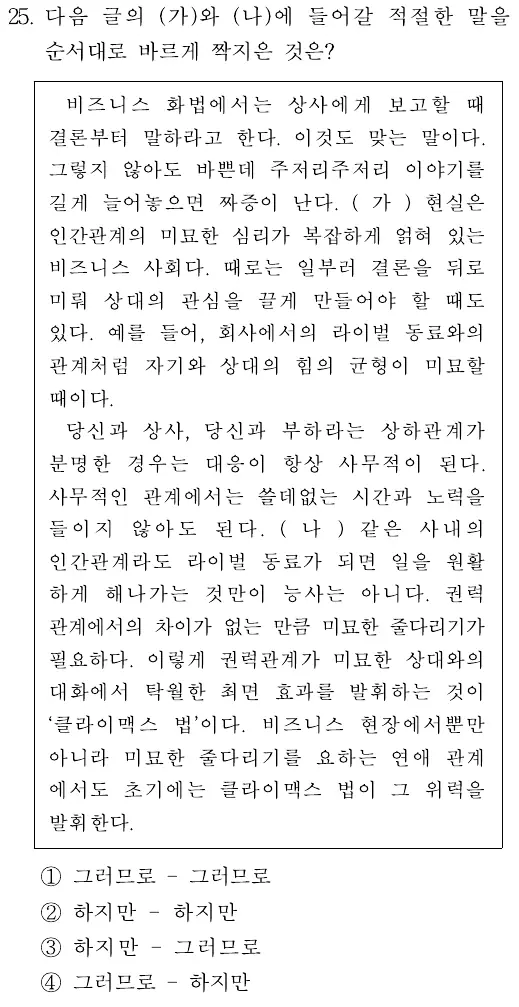 25. 다음 글의 (가)와 (나)에 들어갈 적절한 말을
순서대로 바르게 짝지은 것은?
비즈니스 화법에서는 상사에게 보고할 때
결론부터 말하라고 한다. 이것도 맞는 말이다.
그렇지 않아도 바쁜데 주저리주저리 이야기를
길게 늘어놓으면 짜증이 난다. ( 가 ) 현실은
인간관계의 미묘한 심리가 복잡하게 얽혀 있는
비즈니스 사회다. 때로는 일부러 결론을 뒤로
미뤄 상대의 관심을 끌게 만들어야 할 때도
있다. 예를 들어, 회사에서의 라이벌 동료와의
관계처럼 자기와 상대의 힘의 균형이 미묘할
때이다.
당신과 상사, 당신과 부하라는 상하관계가
분명한 경우는 대응이 항상 사무적이 된다.
사무적인 관계에서는 쓸데없는 시간과 노력을
들이지 않아도 된다. ( 나 ) 같은 사내의
인간관계라도 라이벌 동료가 되면 일을 원활
하게 해나가는 것만이 능사는 아니다. 권력
관계에서의 차이가 없는 만큼 미묘한 줄다리기가
필요하다. 이렇게 권력관계가 미묘한 상대와의
대화에서 탁월한 최면 효과를 발휘하는 것이
‘클라이맥스 법’이다. 비즈니스 현장에서뿐만
아니라 미묘한 줄다리기를 요하는 연애 관계
에서도 초기에는 클라이맥스 법이 그 위력을
발휘한다.
① 그러므로 - 그러므로
② 하지만 - 하지만
③ 하지만 - 그러므로
④ 그러므로 - 하지만